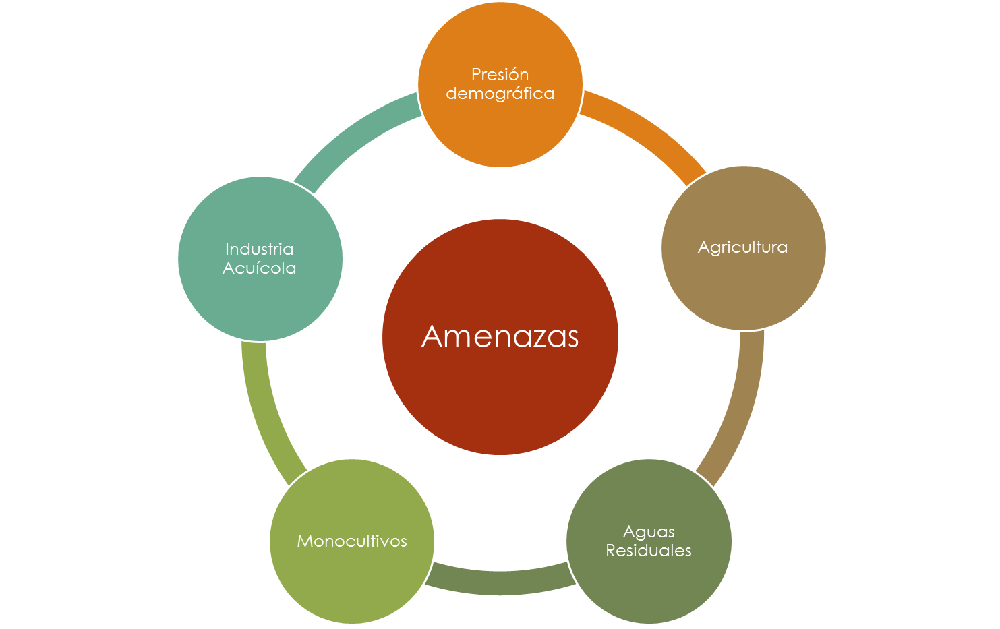 Presión
demográfica
Agricultura
Industria
Acuícola
Amenazas
Aguas
Residuales
Monocultivos